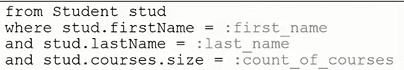 from Student stud
where stud.firstName = :first_name
and stud.lastName = :last_name
and stud.courses.size = :count_of_courses